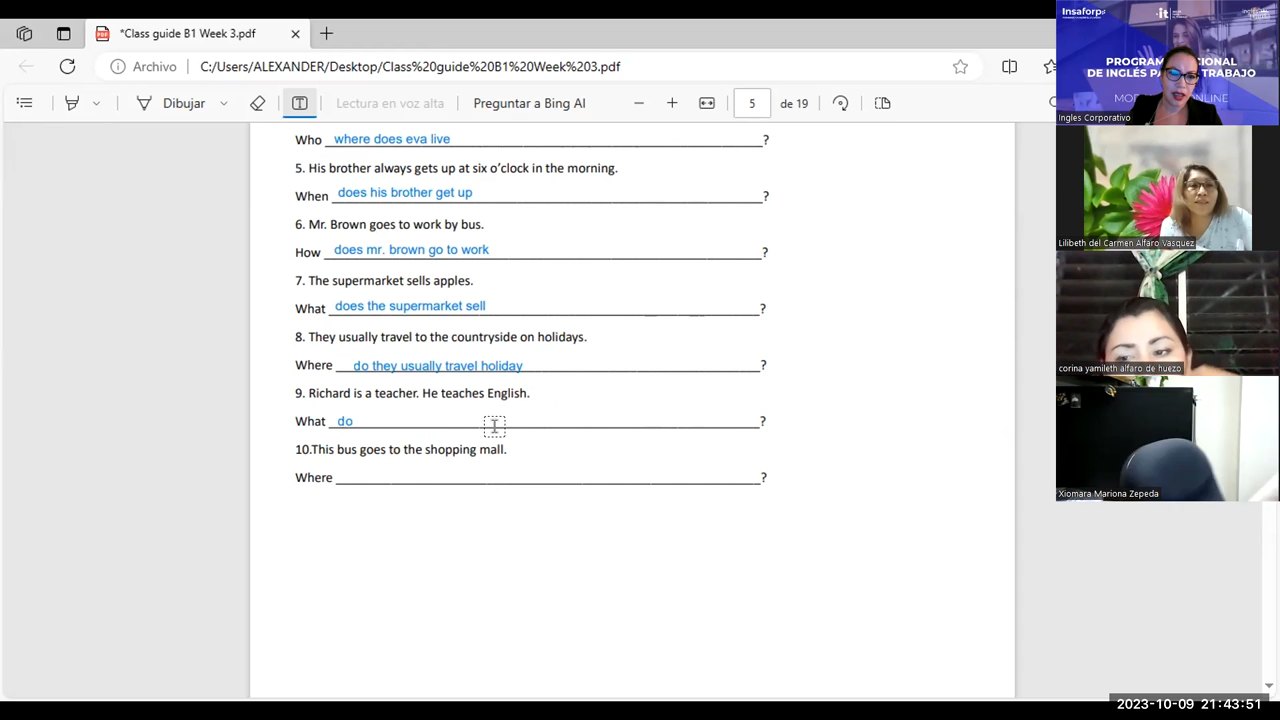 *Class guide B1 Week 3.pdf
Archivo
C:/Users/ALEXANDER/Desktop/Class%20guide%20B1%20Week%203.pdf
Dibujar
Lectura en voz alta
Preguntar a Bing AI
5
de 19
Who where does eva live ?
5. His brother always gets up at six o'clock in the morning.
When does his brother get up ?
6. Mr. Brown goes to work by bus.
How does mr. brown go to work ?
7. The supermarket sells apples.
What does the supermarket sell ?
8. They usually travel to the countryside on holidays.
Where do they usually travel holiday ?
9. Richard is a teacher. He teaches English.
What do ?
10.This bus goes to the shopping mall.
Where ?
Insaforp
Ingles Corporativo
Lilibeth del Carmen Alfaro Vasquez
corina yamileth alfaro de huezo
Xiomara Mariona Zepeda
2023-10-09 21:43:51